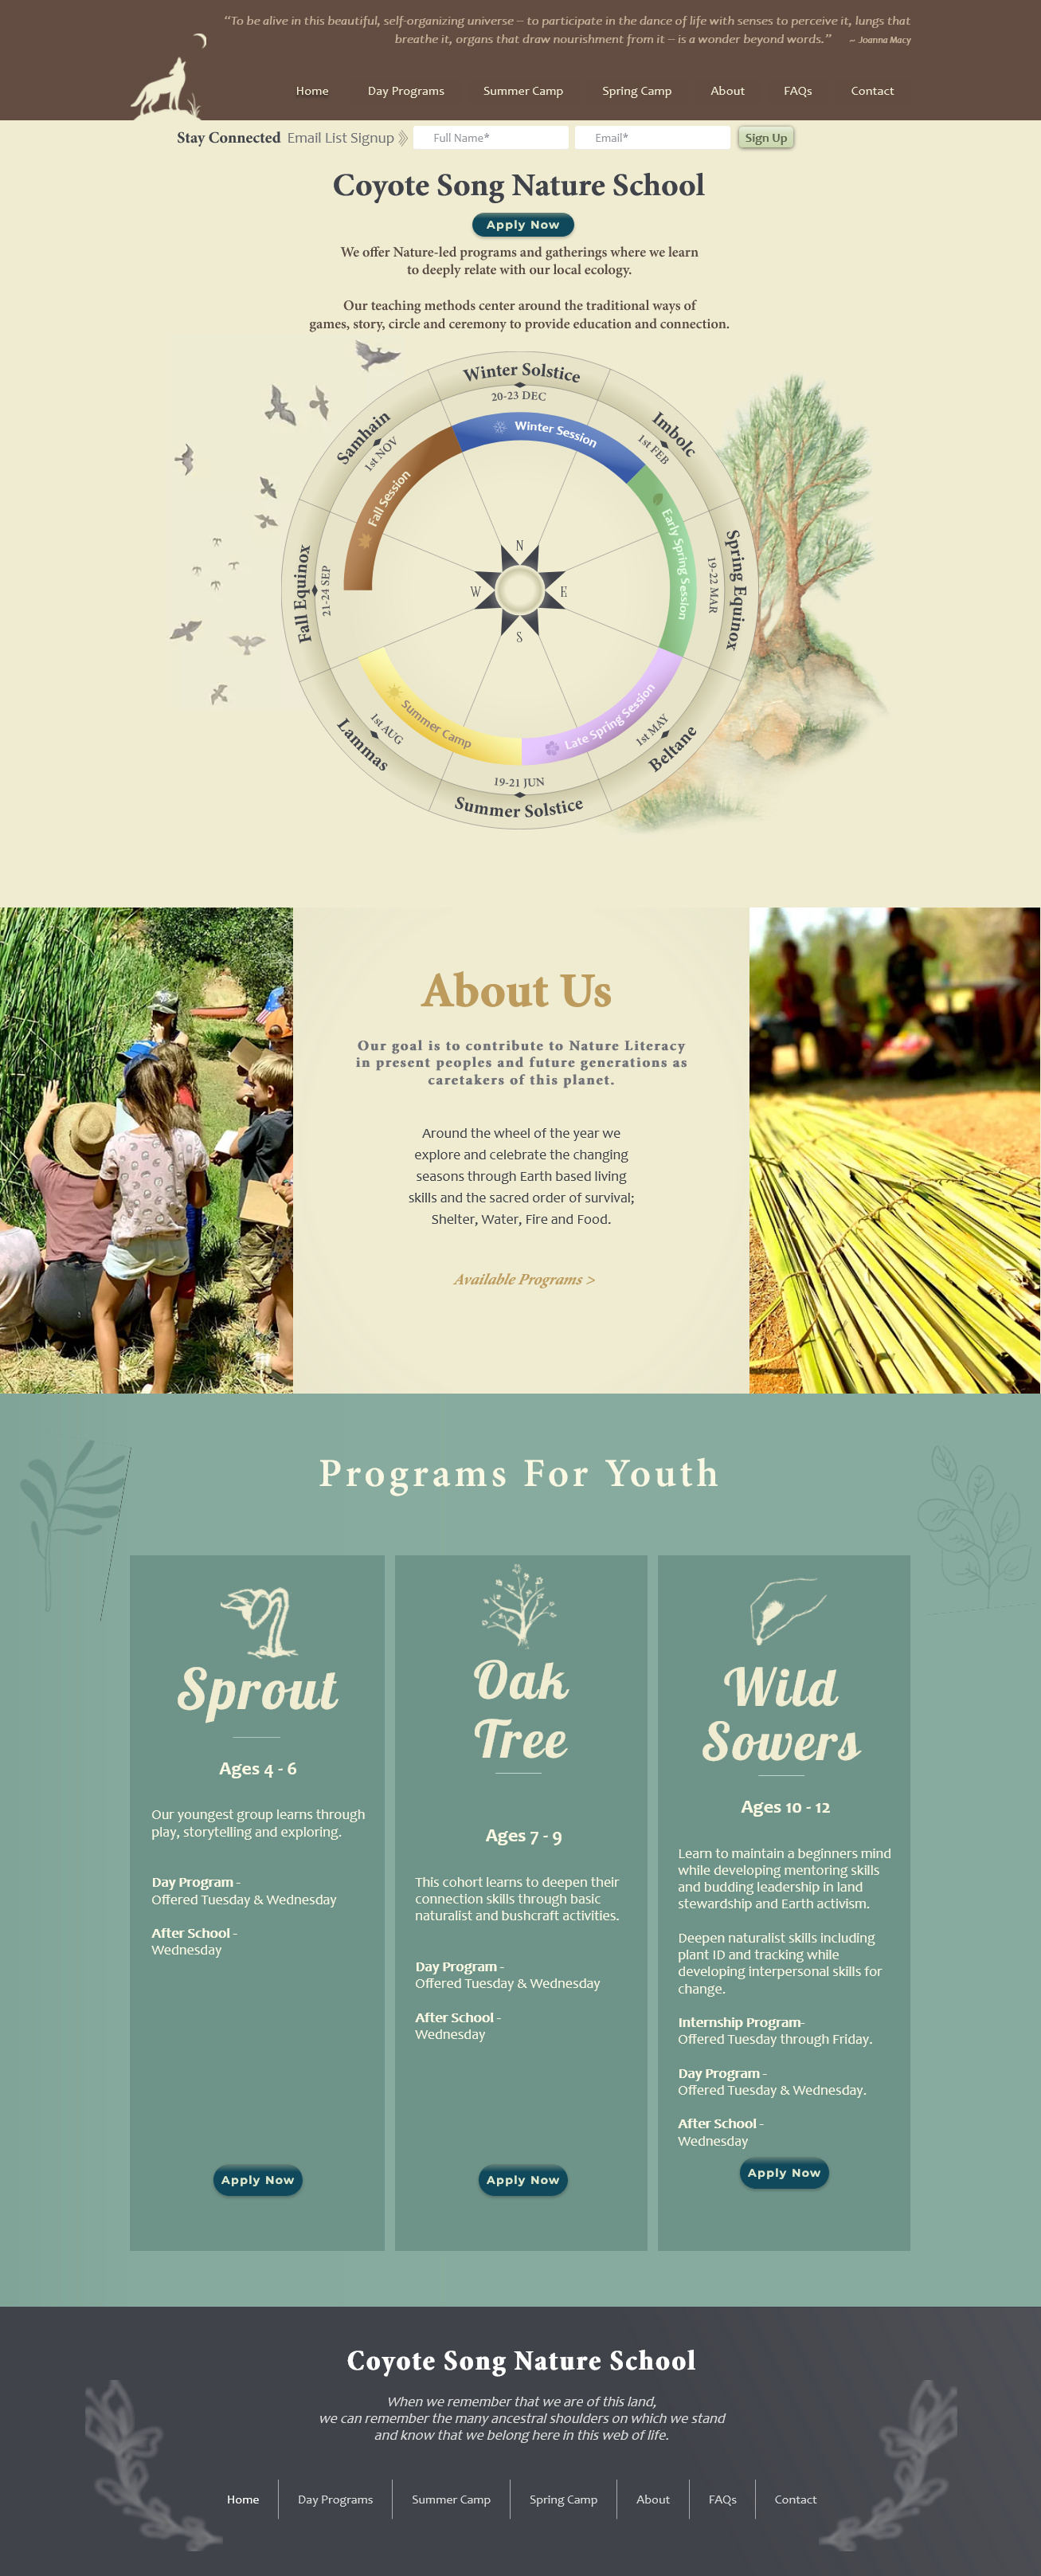 “To be alive in this beautiful, self-organizing universe – to participate in the dance of life with senses to perceive it, lungs that
breathe it, organs that draw nourishment from it – is a wonder beyond words.” ~ Joanna Macy
Home Day Programs Summer Camp Spring Camp About FAQs Contact
Stay Connected Email List Signup Full Name* Email* Sign Up
Coyote Song Nature School
Apply Now
We offer Nature-led programs and gatherings where we learn
to deeply relate with our local ecology.
Our teaching methods center around the traditional ways of
games, story, circle and ceremony to provide education and connection.
Winter Solstice
20-23 DEC
Winter Session
Imbolc
1st FEB
Early Spring Session
Spring Equinox
19-22 MAR
Beltane
1st MAY
Late Spring Session
Summer Solstice
19-21 JUN
Summer Camp
Lammas
1st AUG
Fall Equinox
21-24 SEP
Fall Session
Samhain
1st NOV
N
W E
S
About Us
Our goal is to contribute to Nature Literacy
in present peoples and future generations as
caretakers of this planet.
Around the wheel of the year we
explore and celebrate the changing
seasons through Earth based living
skills and the sacred order of survival;
Shelter, Water, Fire and Food.
Available Programs >
Programs For Youth
Sprout
Ages 4 - 6
Our youngest group learns through
play, storytelling and exploring.
Day Program -
Offered Tuesday & Wednesday
After School -
Wednesday
Apply Now
Oak
Tree
Ages 7 - 9
This cohort learns to deepen their
connection skills through basic
naturalist and bushcraft activities.
Day Program -
Offered Tuesday & Wednesday
After School -
Wednesday
Apply Now
Wild
Sowers
Ages 10 - 12
Learn to maintain a beginners mind
while developing mentoring skills
and budding leadership in land
stewardship and Earth activism.
Deepen naturalist skills including
plant ID and tracking while
developing interpersonal skills for
change.
Internship Program-
Offered Tuesday through Friday.
Day Program -
Offered Tuesday & Wednesday.
After School -
Wednesday
Apply Now
Coyote Song Nature School
When we remember that we are of this land,
we can remember the many ancestral shoulders on which we stand
and know that we belong here in this web of life.
Home Day Programs Summer Camp Spring Camp About FAQs Contact